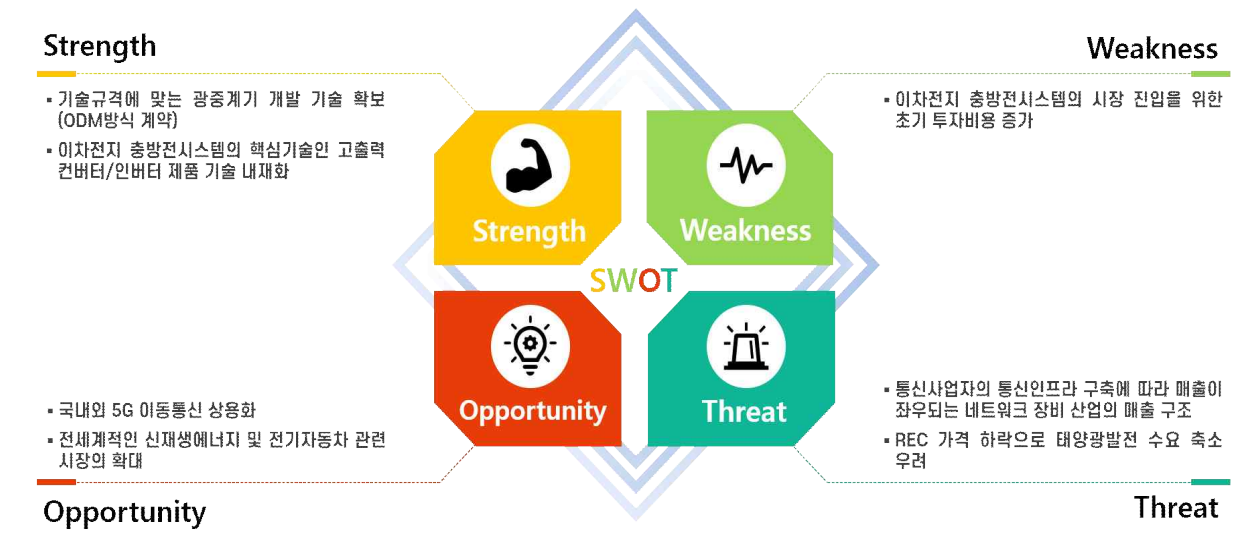 Strength
▪ 기술규격에 맞는 광중계기 개발 기술 확보
(ODM방식 계약)
▪ 이차전지 충방전시스템의 핵심기술인 고출력
컨버터/인버터 제품 기술 내재화
Weakness
▪ 이차전지 충방전시스템의 시장 진입을 위한
초기 투자비용 증가
Strength
Weakness
SWOT
Opportunity
Threat
▪ 국내외 5G 이동통신 상용화
▪ 전세계적인 신재생에너지 및 전기자동차 관련
시장의 확대
Opportunity
▪ 통신사업자의 통신인프라 구축에 따라 매출이
좌우되는 네트워크 장비 산업의 매출 구조
▪ REC 가격 하락으로 태양광발전 수요 축소
우려
Threat